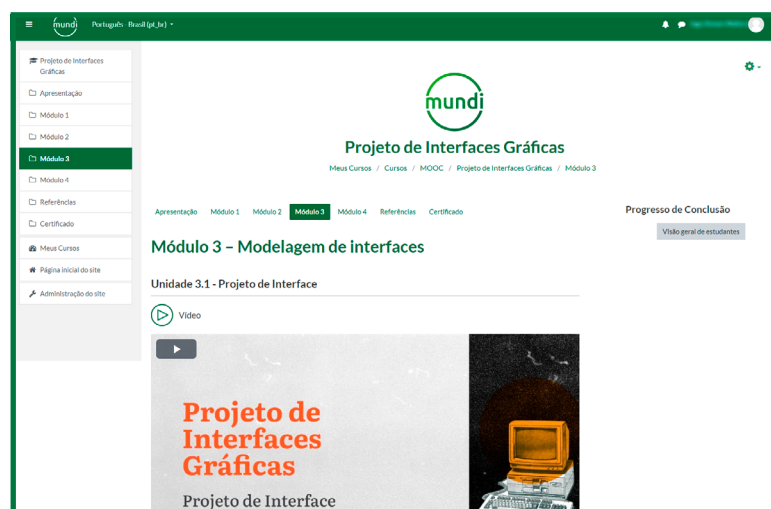 mundi
Português - Brasil (pt_br)
Projeto de Interfaces
Gráficas
Apresentação
Módulo 1
Módulo 2
Módulo 3
Módulo 4
Referências
Certificado
Meus Cursos
Página inicial do site
Administração do site
mundi
Projeto de Interfaces Gráficas
Meus Cursos / Cursos / MOOC / Projeto de Interfaces Gráficas / Módulo 3
Apresentação Módulo 1 Módulo 2 Módulo 3 Módulo 4 Referências Certificado
Progresso de Conclusão
Visão geral de estudantes
Módulo 3 – Modelagem de interfaces
Unidade 3.1 - Projeto de Interface
Vídeo
Projeto de
Interfaces
Gráficas
Projeto de Interface